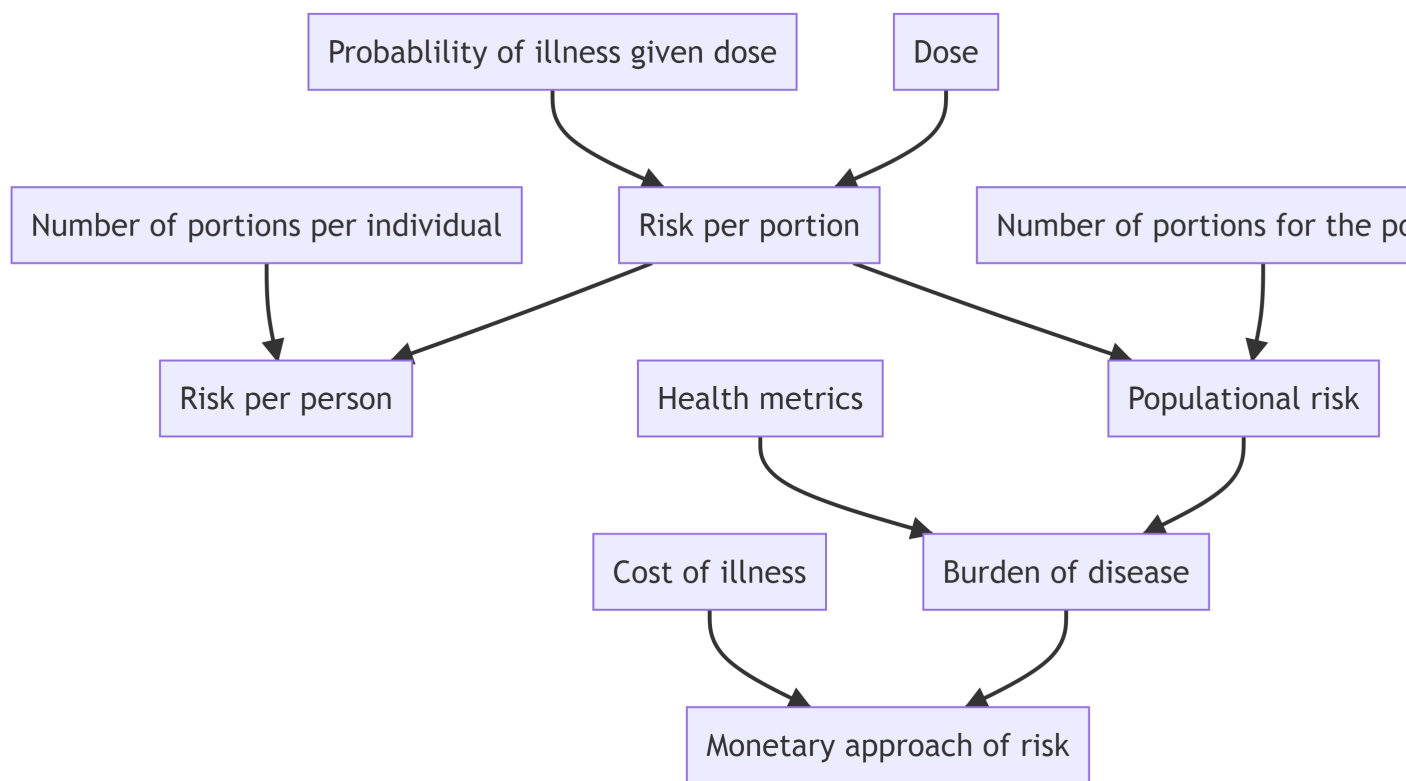 Probablility of illness given dose
Dose
Number of portions per individual
Risk per portion
Number of portions for the
Risk per person
Health metrics
Populational risk
Cost of illness
Burden of disease
Monetary approach of risk